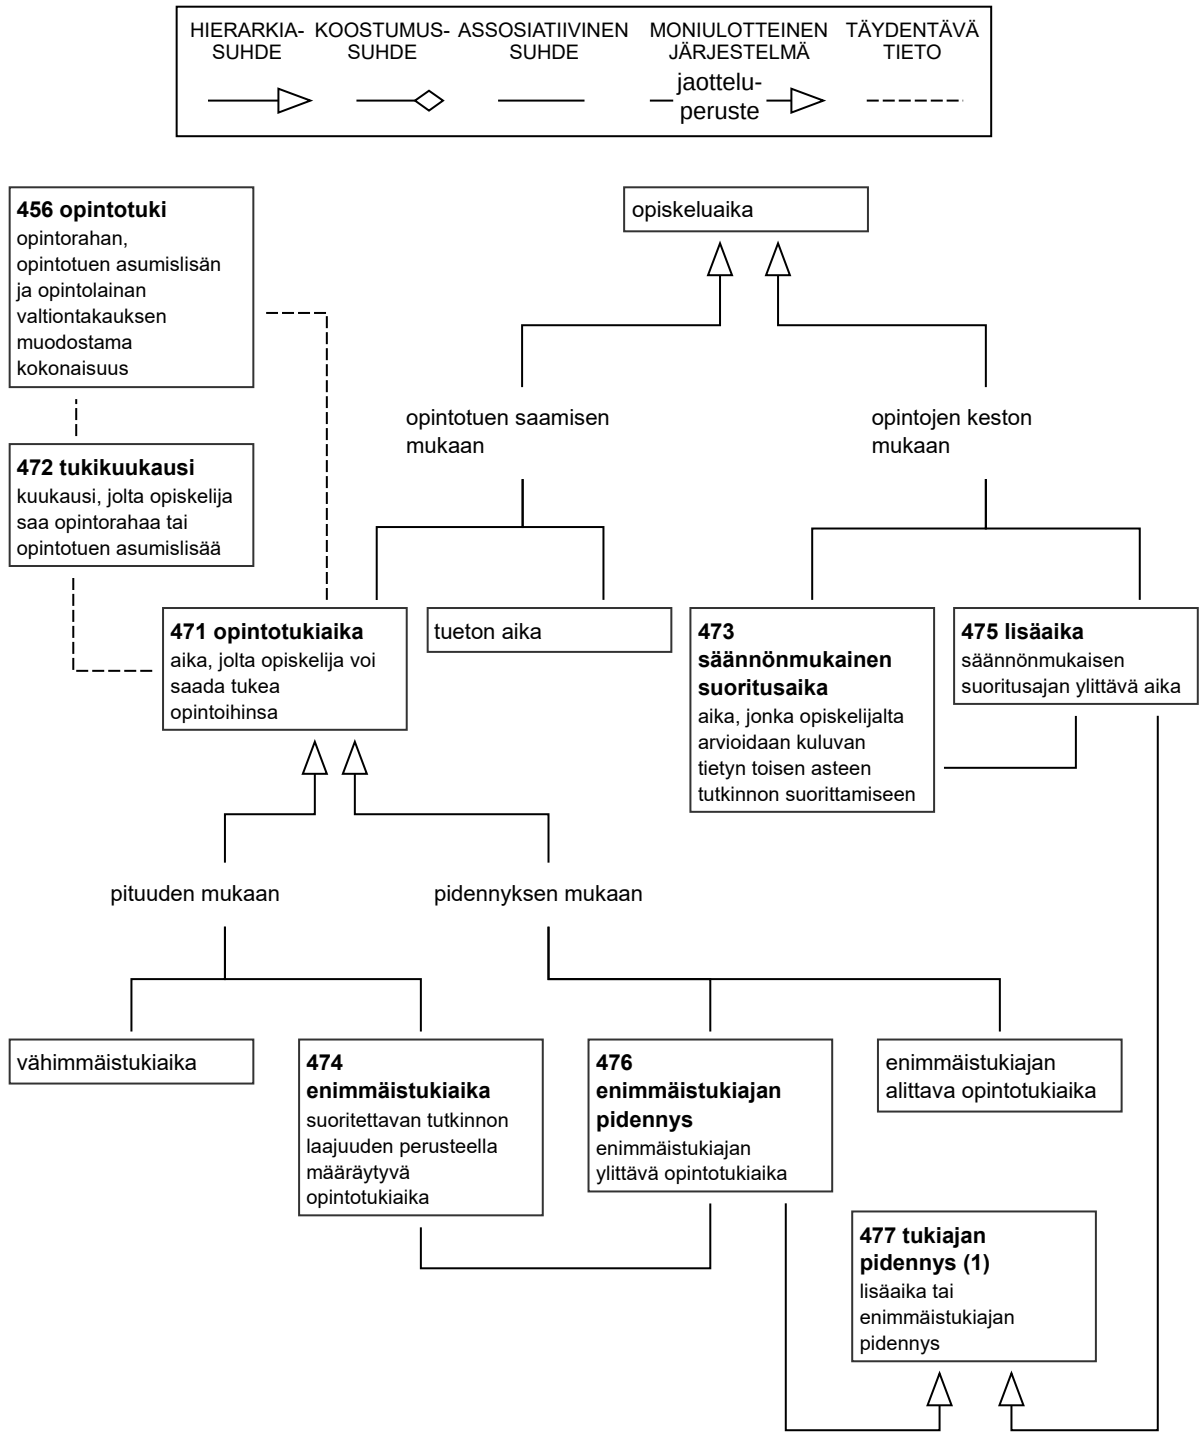 HIERARKIA-
SUHDE
KOOSTUMUS-
SUHDE
ASSOSIATIIVINEN
SUHDE
MONIULOTTEINEN
JÄRJESTELMÄ
jaottelu-
peruste
TÄYDENTÄVÄ
TIETO
456 opintotuki
opintorahan,
opintotuen asumislisän
ja opintolainan
valtiontakauksen
muodostama
kokonaisuus
opiskeluaika
472 tukikuukausi
kuukausi, jolta opiskelija
saa opintorahaa tai
opintotuen asumislisää
opintotuen saamisen
mukaan
opintojen keston
mukaan
471 opintotukiaika
aika, jolta opiskelija voi
saada tukea
opintoihinsa
tueton aika
473
säännönmukainen
suoritusaika
aika, jonka opiskelijalta
arvioidaan kuluvan
tietyn toisen asteen
tutkinnon suorittamiseen
475 lisäaika
säännönmukaisen
suoritusajan ylittävä aika
pituuden mukaan
pidennyksen mukaan
vähimmäistukiaika
474
enimmäistukiaika
suoritettavan tutkinnon
laajuuden perusteella
määräytyvä
opintotukiaika
476
enimmäistukiajan
pidennys
enimmäistukiajan
ylittävä opintotukiaika
enimmäistukiajan
alittava opintotukiaika
477 tukiajan
pidennys (1)
lisäaika tai
enimmäistukiajan
pidennys